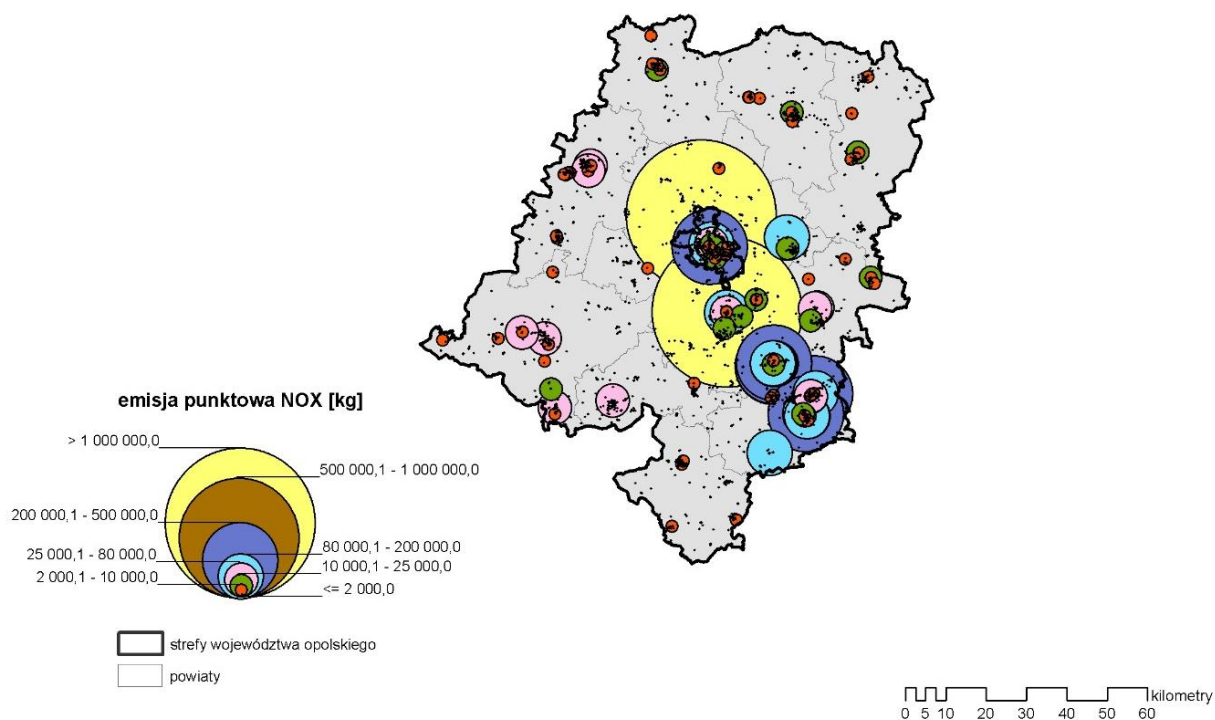 emisja punktowa NOX [kg]
> 1 000 000,0
500 000,1 - 1 000 000,0
200 000,1 - 500 000,0
80 000,1 - 200 000,0
25 000,1 - 80 000,0
10 000,1 - 25 000,0
2 000,1 - 10 000,0
<= 2 000,0
strefy województwa opolskiego
powiaty
kilometry
0 5 10 20 30 40 50 60